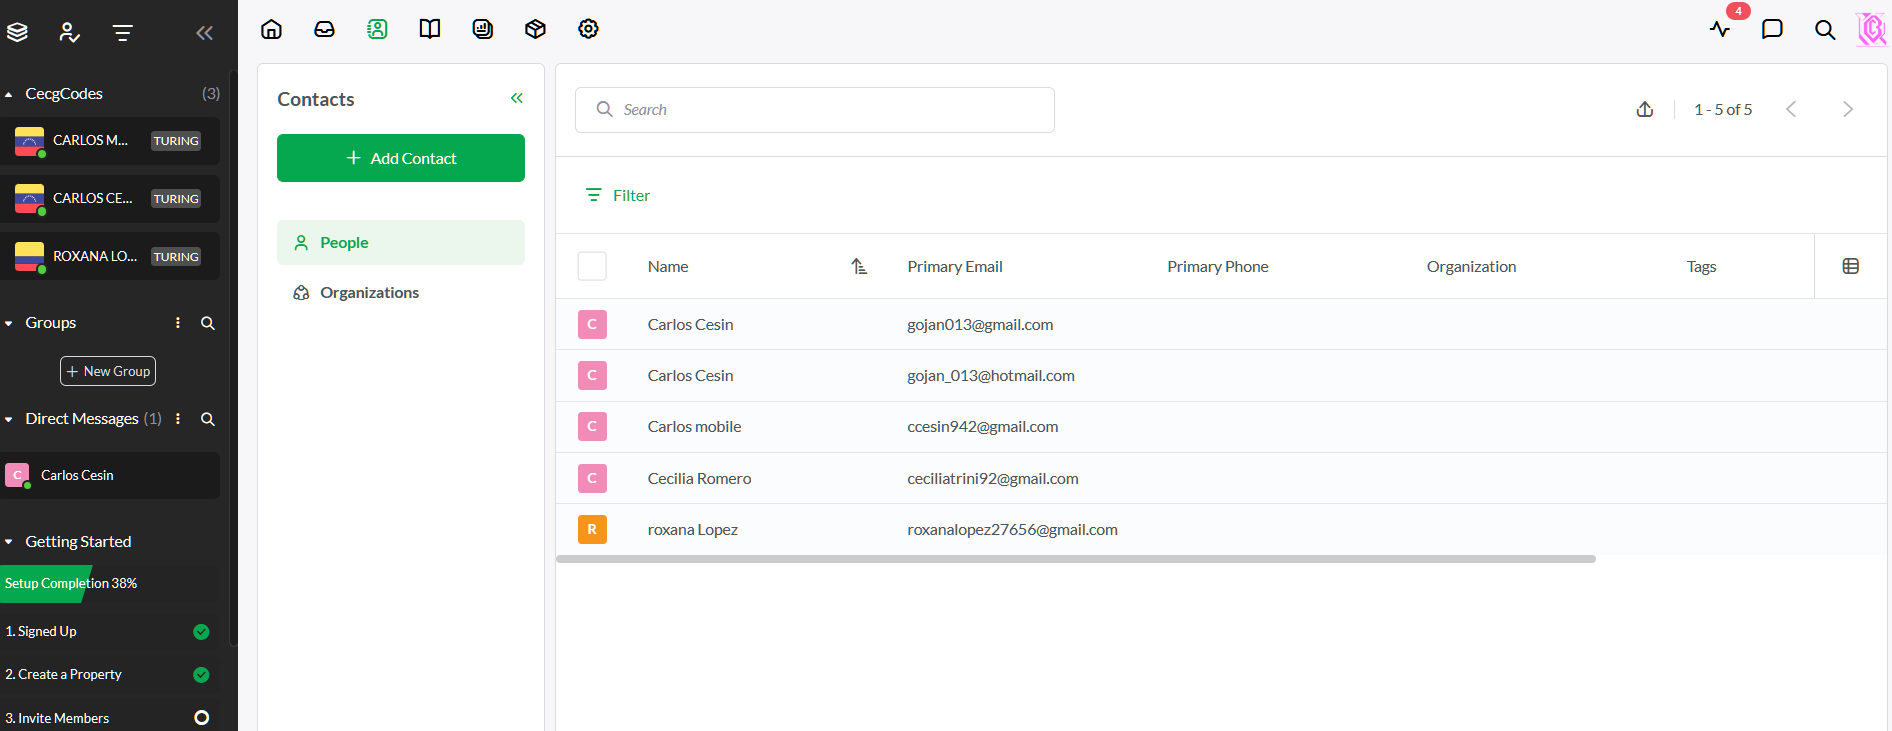 4
CecgCodes (3)
CARLOS M... TURING
CARLOS CE... TURING
ROXANA LO... TURING
Groups
+ New Group
Direct Messages (1)
C Carlos Cesin
Getting Started
Setup Completion 38%
1. Signed Up
2. Create a Property
3. Invite Members
Contacts
+ Add Contact
People
Organizations
Search
1 - 5 of 5
Filter
Name Primary Email Primary Phone Organization Tags
C Carlos Cesin gojan013@gmail.com
C Carlos Cesin gojan_013@hotmail.com
C Carlos mobile ccesin942@gmail.com
C Cecilia Romero ceciliatrini92@gmail.com
R roxana Lopez roxanalopez27656@gmail.com